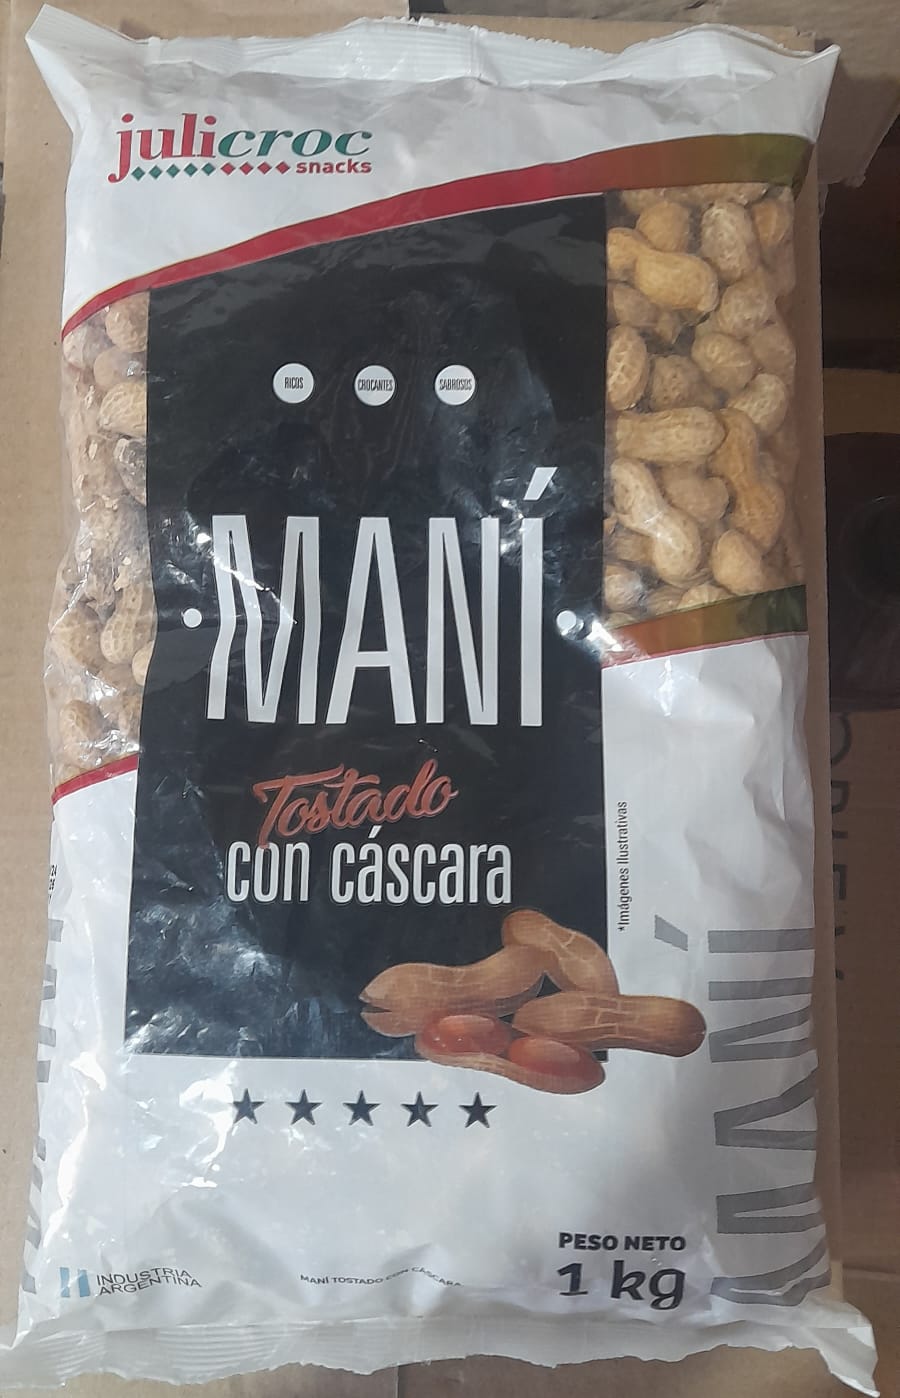 julicroc
snacks
RICOS
CROCANTES
SABROSOS
• MANÍ •
Tostado
con cáscara
*Imágenes Ilustrativas
MANÍ
PESO NETO
1 kg
INDUSTRIA
ARGENTINA
MANÍ TOSTADO CON CÁSCARA